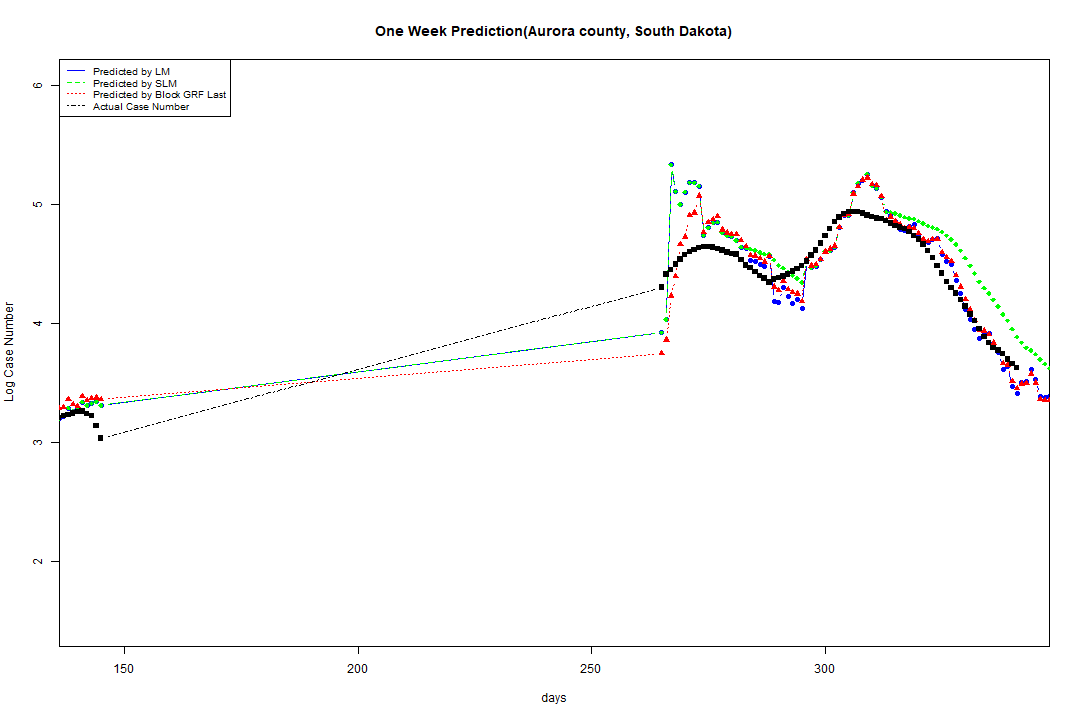 One Week Prediction(Aurora county, South Dakota)
Predicted by LM
Predicted by SLM
Predicted by Block GRF Last
Actual Case Number
6
5
4
3
2
Log Case Number
150 200 250 300
days